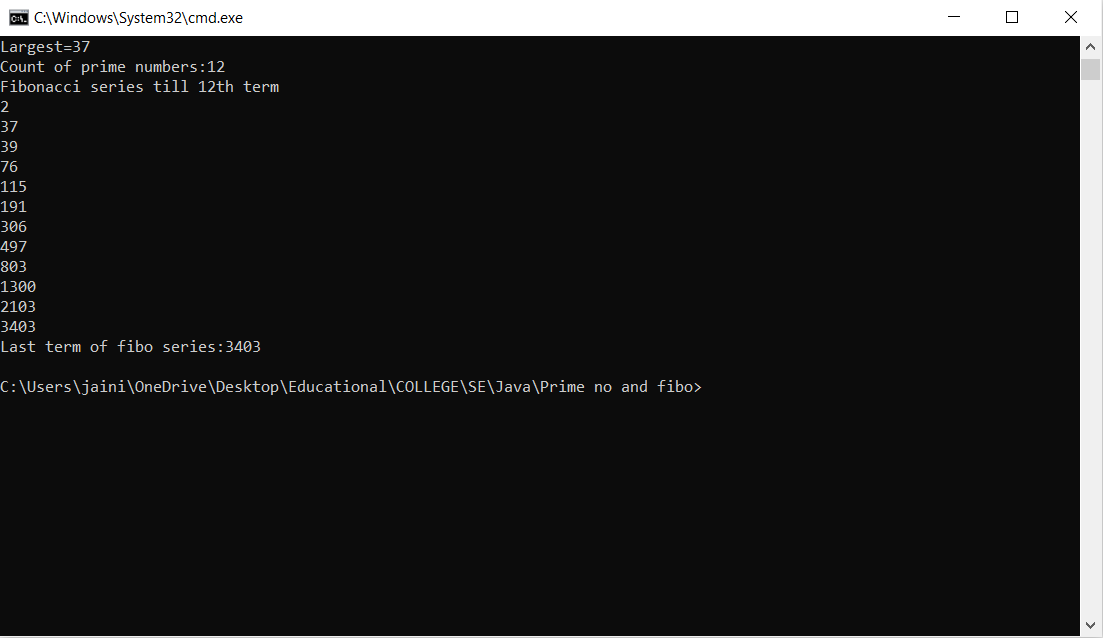 C:\Windows\System32\cmd.exe
Largest=37
Count of prime numbers:12
Fibonacci series till 12th term
2
37
39
76
115
191
306
497
803
1300
2103
3403
Last term of fibo series:3403
C:\Users\jaini\OneDrive\Desktop\Educational\COLLEGE\SE\Java\Prime no and fibo>